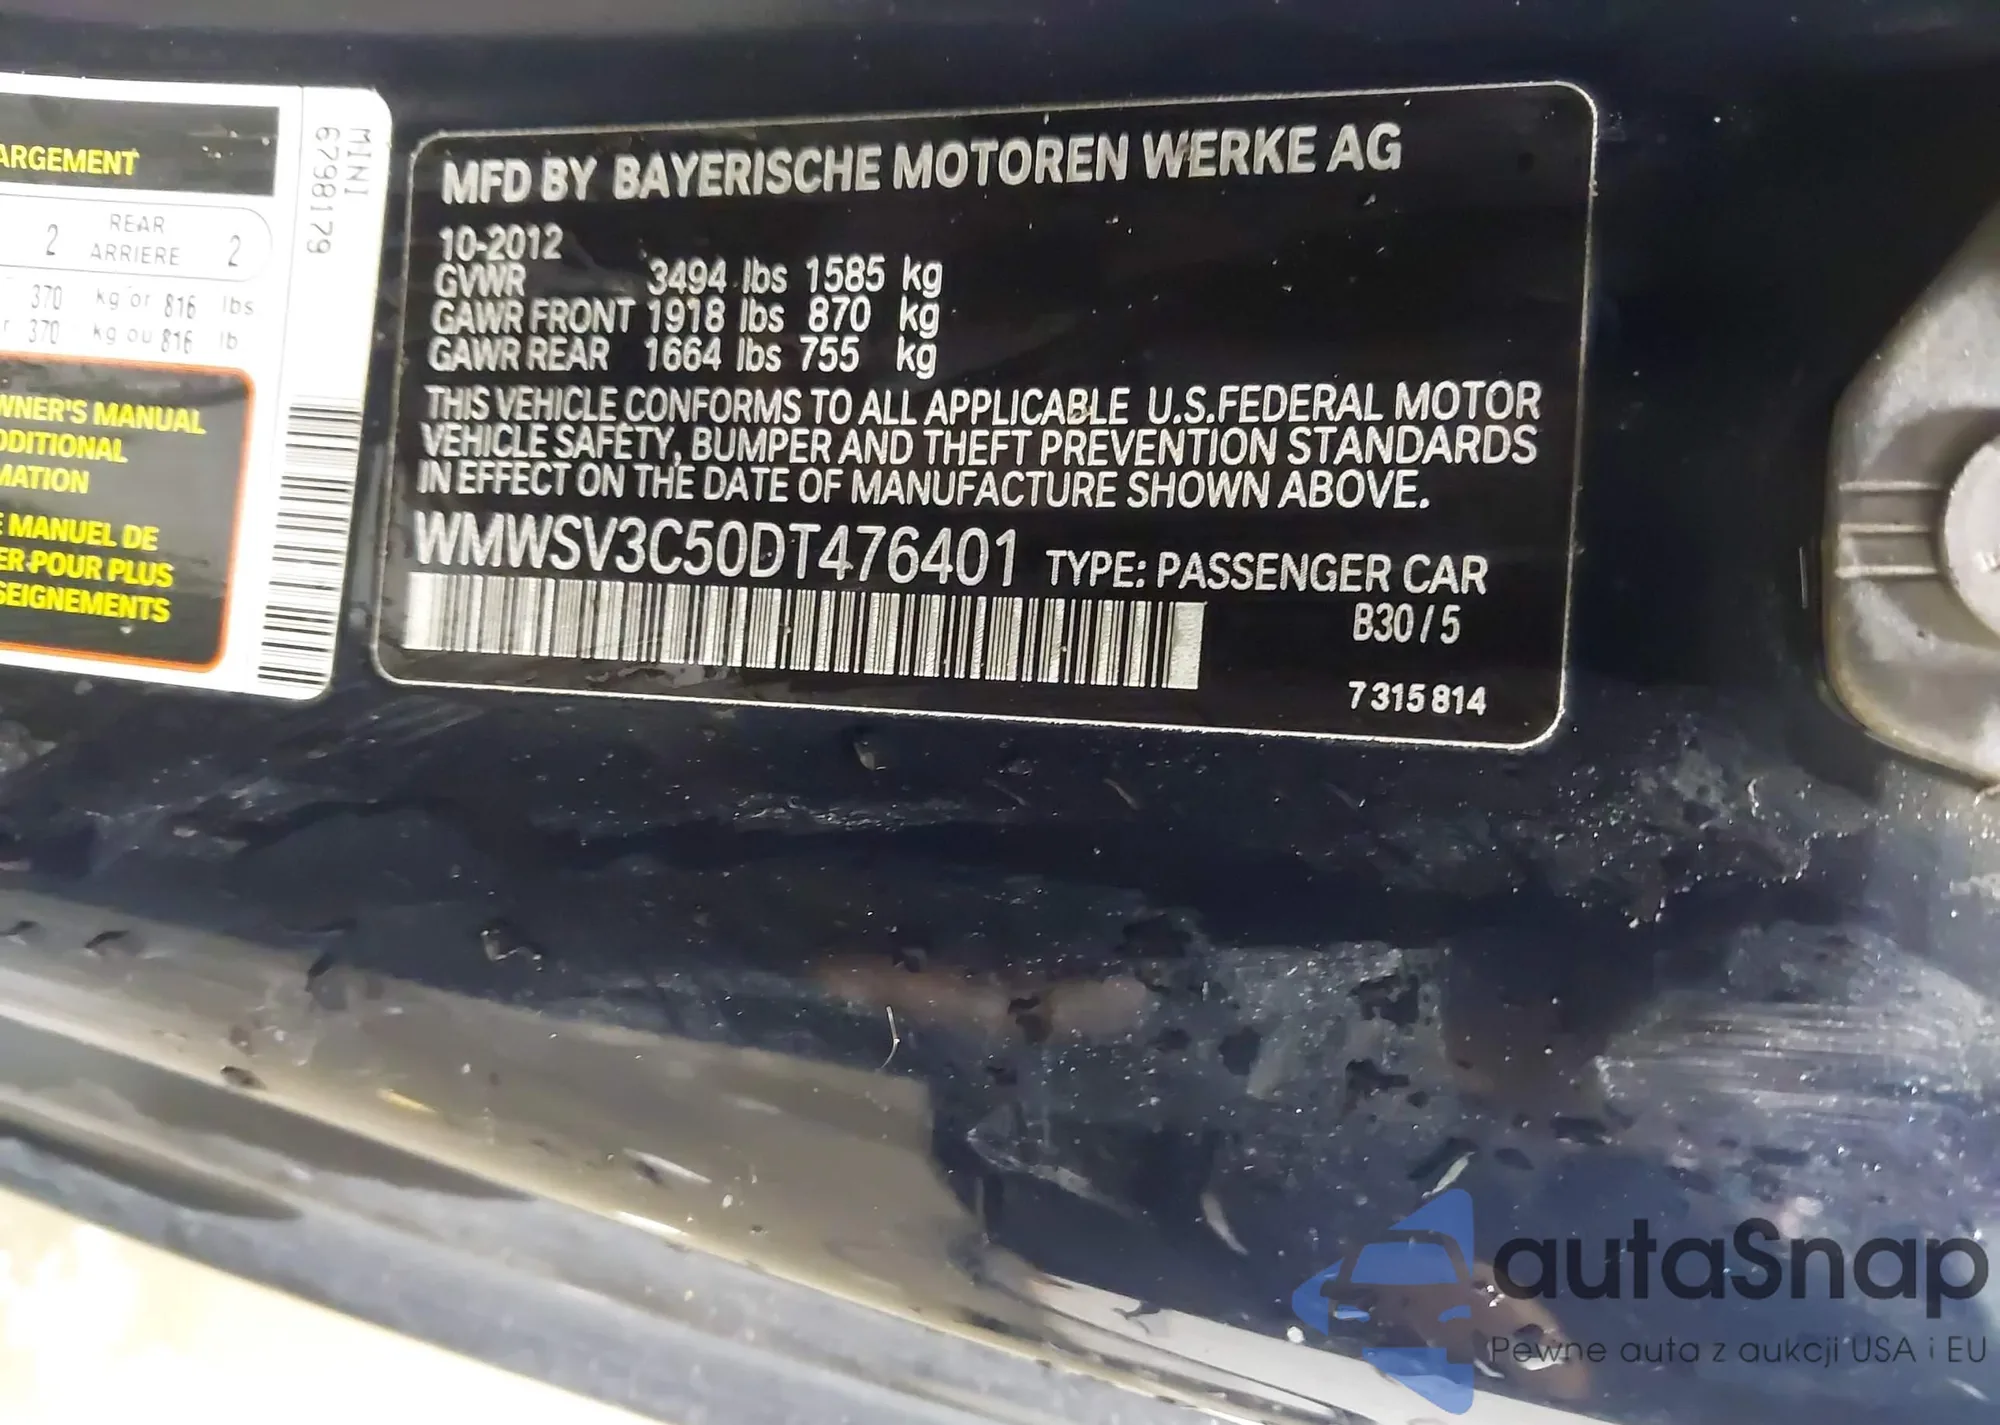 ARGEMENT
2 REAR ARRIERE 2
370 kg or 816 lbs
370 kg ou 816 lb
WNER'S MANUAL
DDITIONAL
MATION
E MANUEL DE
ER POUR PLUS
SEIGNEMENTS
MINI
6798179
MFD BY BAYERISCHE MOTOREN WERKE AG
10-2012
GVWR 3494 lbs 1585 kg
GAWR FRONT 1918 lbs 870 kg
GAWR REAR 1664 lbs 755 kg
THIS VEHICLE CONFORMS TO ALL APPLICABLE U.S.FEDERAL MOTOR
VEHICLE SAFETY, BUMPER AND THEFT PREVENTION STANDARDS
IN EFFECT ON THE DATE OF MANUFACTURE SHOWN ABOVE.
WMWSV3C50DT476401 TYPE: PASSENGER CAR
B30/5
7315814
autaSnap
Pewne auta z aukcji USA i EU